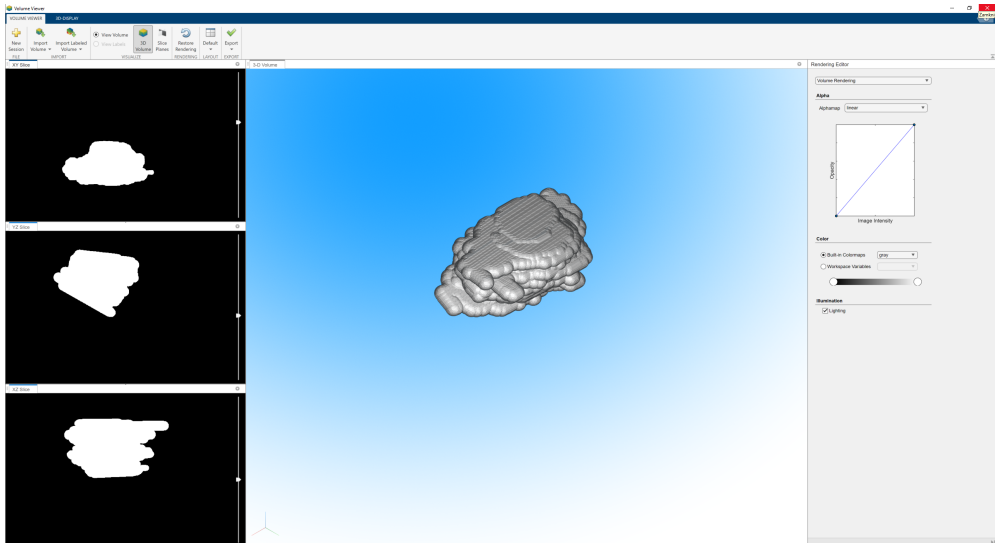 Volume Viewer
VOLUME VIEWER 3D-DISPLAY
New Session
Import Volume
Import Labeled Volume
View Volume
View Labels
3D Volume
Slice Planes
Restore Rendering
Default
Export
FILE IMPORT VISUALIZE RENDERING LAYOUT EXPORT
XY Slice
YZ Slice
XZ Slice
3-D Volume
Rendering Editor
Volume Rendering
Alpha
Alphamap linear
Opacity
Image Intensity
Color
Built-in Colormaps gray
Workspace Variables
Illumination
Lighting